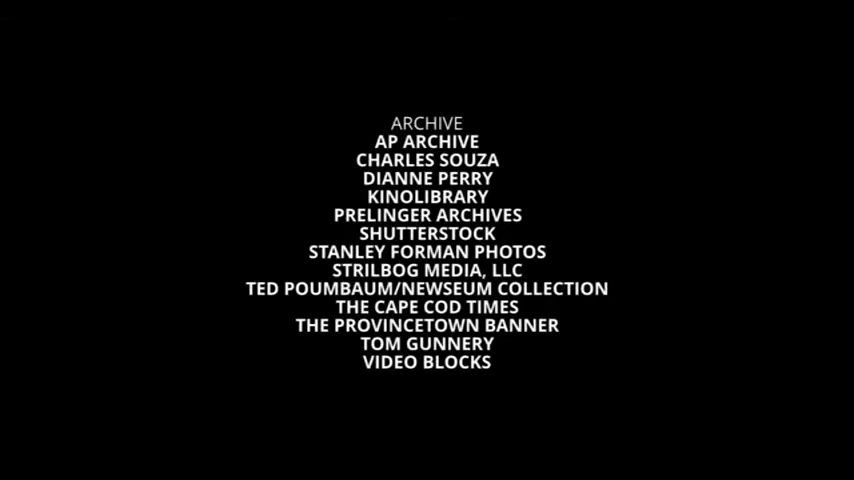 ARCHIVE
AP ARCHIVE
CHARLES SOUZA
DIANNE PERRY
KINOLIBRARY
PRELINGER ARCHIVES
SHUTTERSTOCK
STANLEY FORMAN PHOTOS
STRILBOG MEDIA, LLC
TED POUMBAUM/NEWSEUM COLLECTION
THE CAPE COD TIMES
THE PROVINCETOWN BANNER
TOM GUNNERY
VIDEO BLOCKS